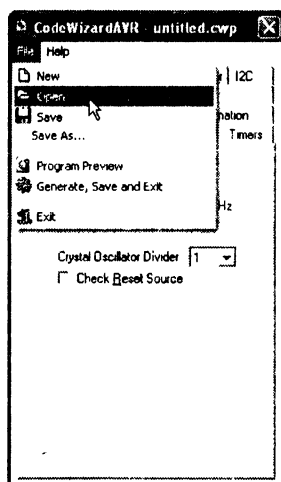 CodeWizardAVR - untitled.cwp
File Help
New
I2C
Open
Save
mation
Save As...
Timers
Program Preview
Generate, Save and Exit
Hz
Exit
Crystal Oscillator Divider 1
Check Reset Source